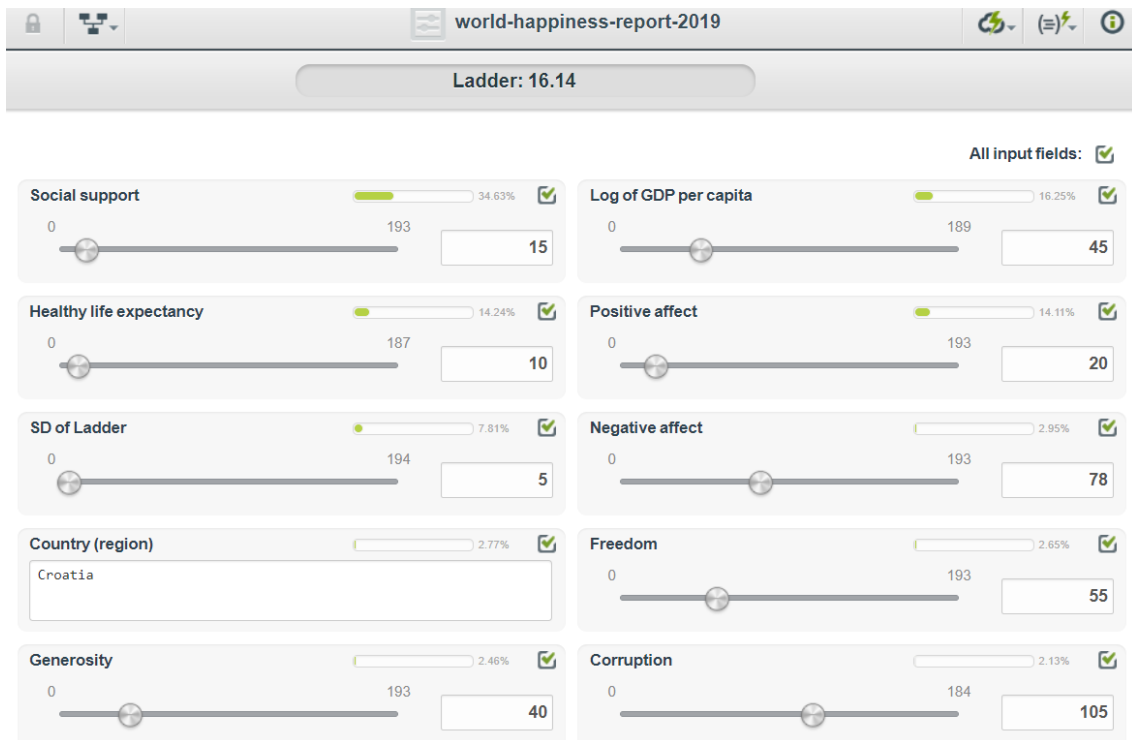 world-happiness-report-2019
Ladder: 16.14
All input fields:
Social support 34.63%
0 193
15
Log of GDP per capita 16.25%
0 189
45
Healthy life expectancy 14.24%
0 187
10
Positive affect 14.11%
0 193
20
SD of Ladder 7.81%
0 194
5
Negative affect 2.95%
0 193
78
Country (region) 2.77%
Croatia
Freedom 2.65%
0 193
55
Generosity 2.46%
0 193
40
Corruption 2.13%
0 184
105